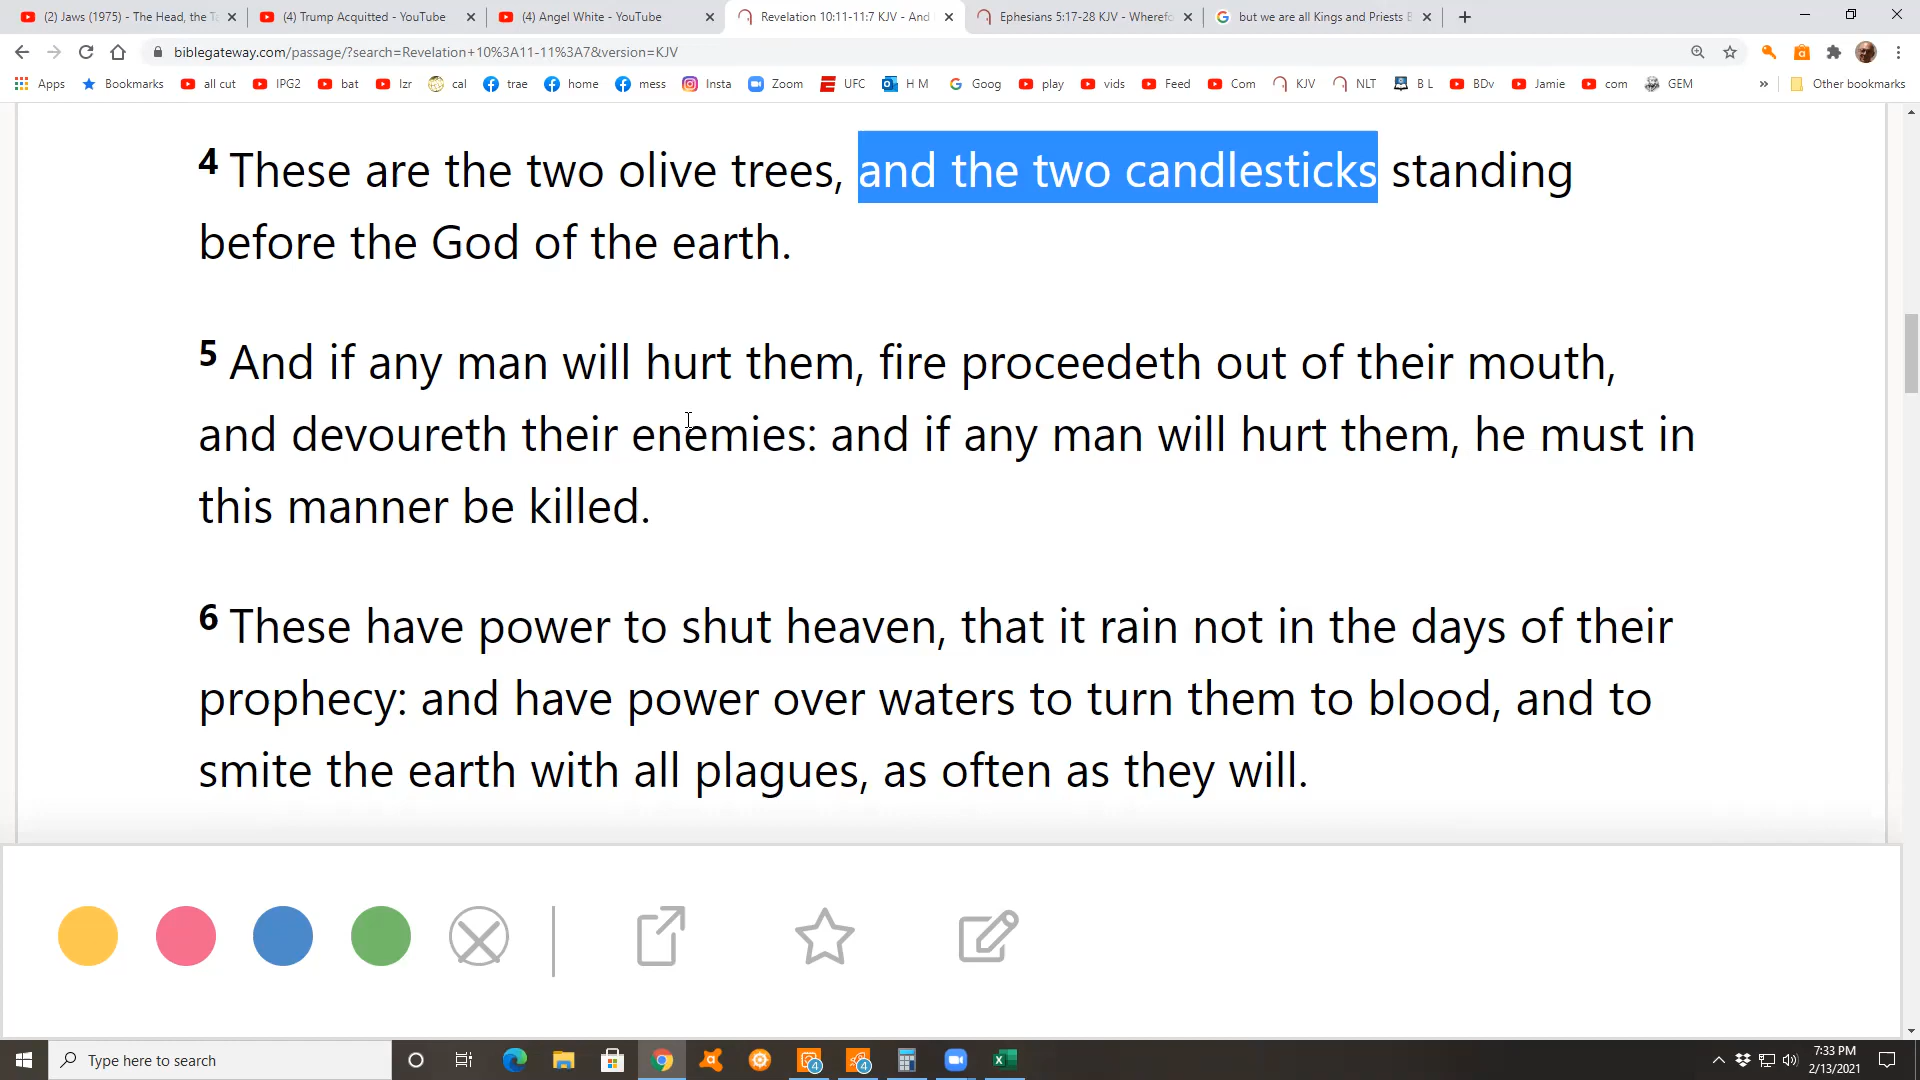 (2) Jaws (1975) - The Head, the T
(4) Trump Acquitted - YouTube
(4) Angel White - YouTube
Revelation 10:11-11:7 KJV - And
Ephesians 5:17-28 KJV - Wherefo
but we are all Kings and Priests B
biblegateway.com/passage/?search=Revelation+10%3A11-11%3A7&version=KJV
Apps
Bookmarks
all cut
IPG2
bat
lzr
cal
trae
home
mess
Insta
Zoom
UFC
H M
Goog
play
vids
Feed
Com
KJV
NLT
B L
BDv
Jamie
com
GEM
»
Other bookmarks
4 These are the two olive trees, and the two candlesticks standing
before the God of the earth.
5 And if any man will hurt them, fire proceedeth out of their mouth,
and devoureth their enemies: and if any man will hurt them, he must in
this manner be killed.
6 These have power to shut heaven, that it rain not in the days of their
prophecy: and have power over waters to turn them to blood, and to
smite the earth with all plagues, as often as they will.
Type here to search
4
4
7:33 PM
2/13/2021